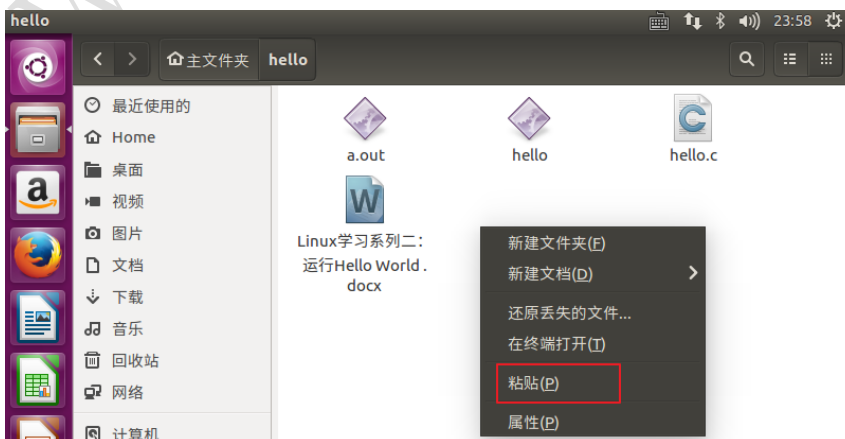 hello
23:58
主文件夹 hello
最近使用的
Home
桌面
视频
图片
文档
下载
音乐
回收站
网络
计算机
a.out
hello
hello.c
Linux学习系列二：
运行Hello World.
docx
新建文件夹(F)
新建文档(D)
还原丢失的文件...
在终端打开(T)
粘贴(P)
属性(P)